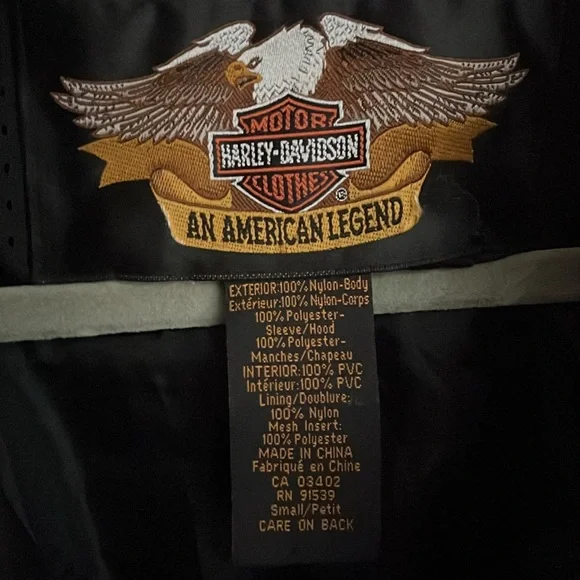 MOTOR
HARLEY-DAVIDSON
CLOTHES
®
AN AMERICAN LEGEND
EXTERIOR:100% Nylon-Body
Extérieur:100% Nylon-Corps
100% Polyester-
Sleeve/Hood
100% Polyester-
Manches/Chapeau
INTERIOR:100% PVC
Intérieur:100% PVC
Lining/Doublure:
100% Nylon
Mesh Insert:
100% Polyester
MADE IN CHINA
Fabriqué en Chine
CA 03402
RN 91539
Small/Petit
CARE ON BACK